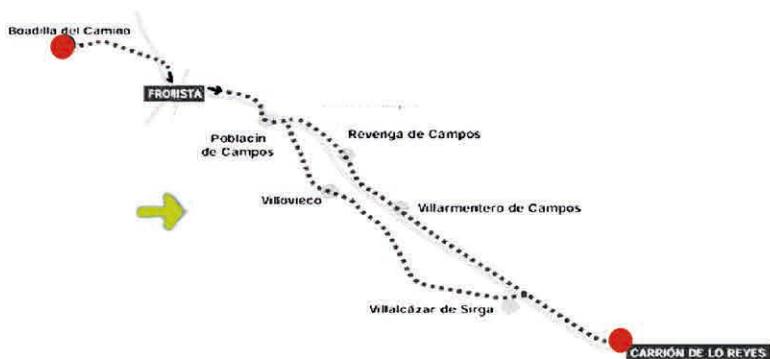 Boadilla del Camino
FROMISTA
Poblacin
de Campos
Revenga de Campos
Villovieco
Villarmentero de Campos
Villalcázar de Sirga
CARRIÓN DE LO REYES